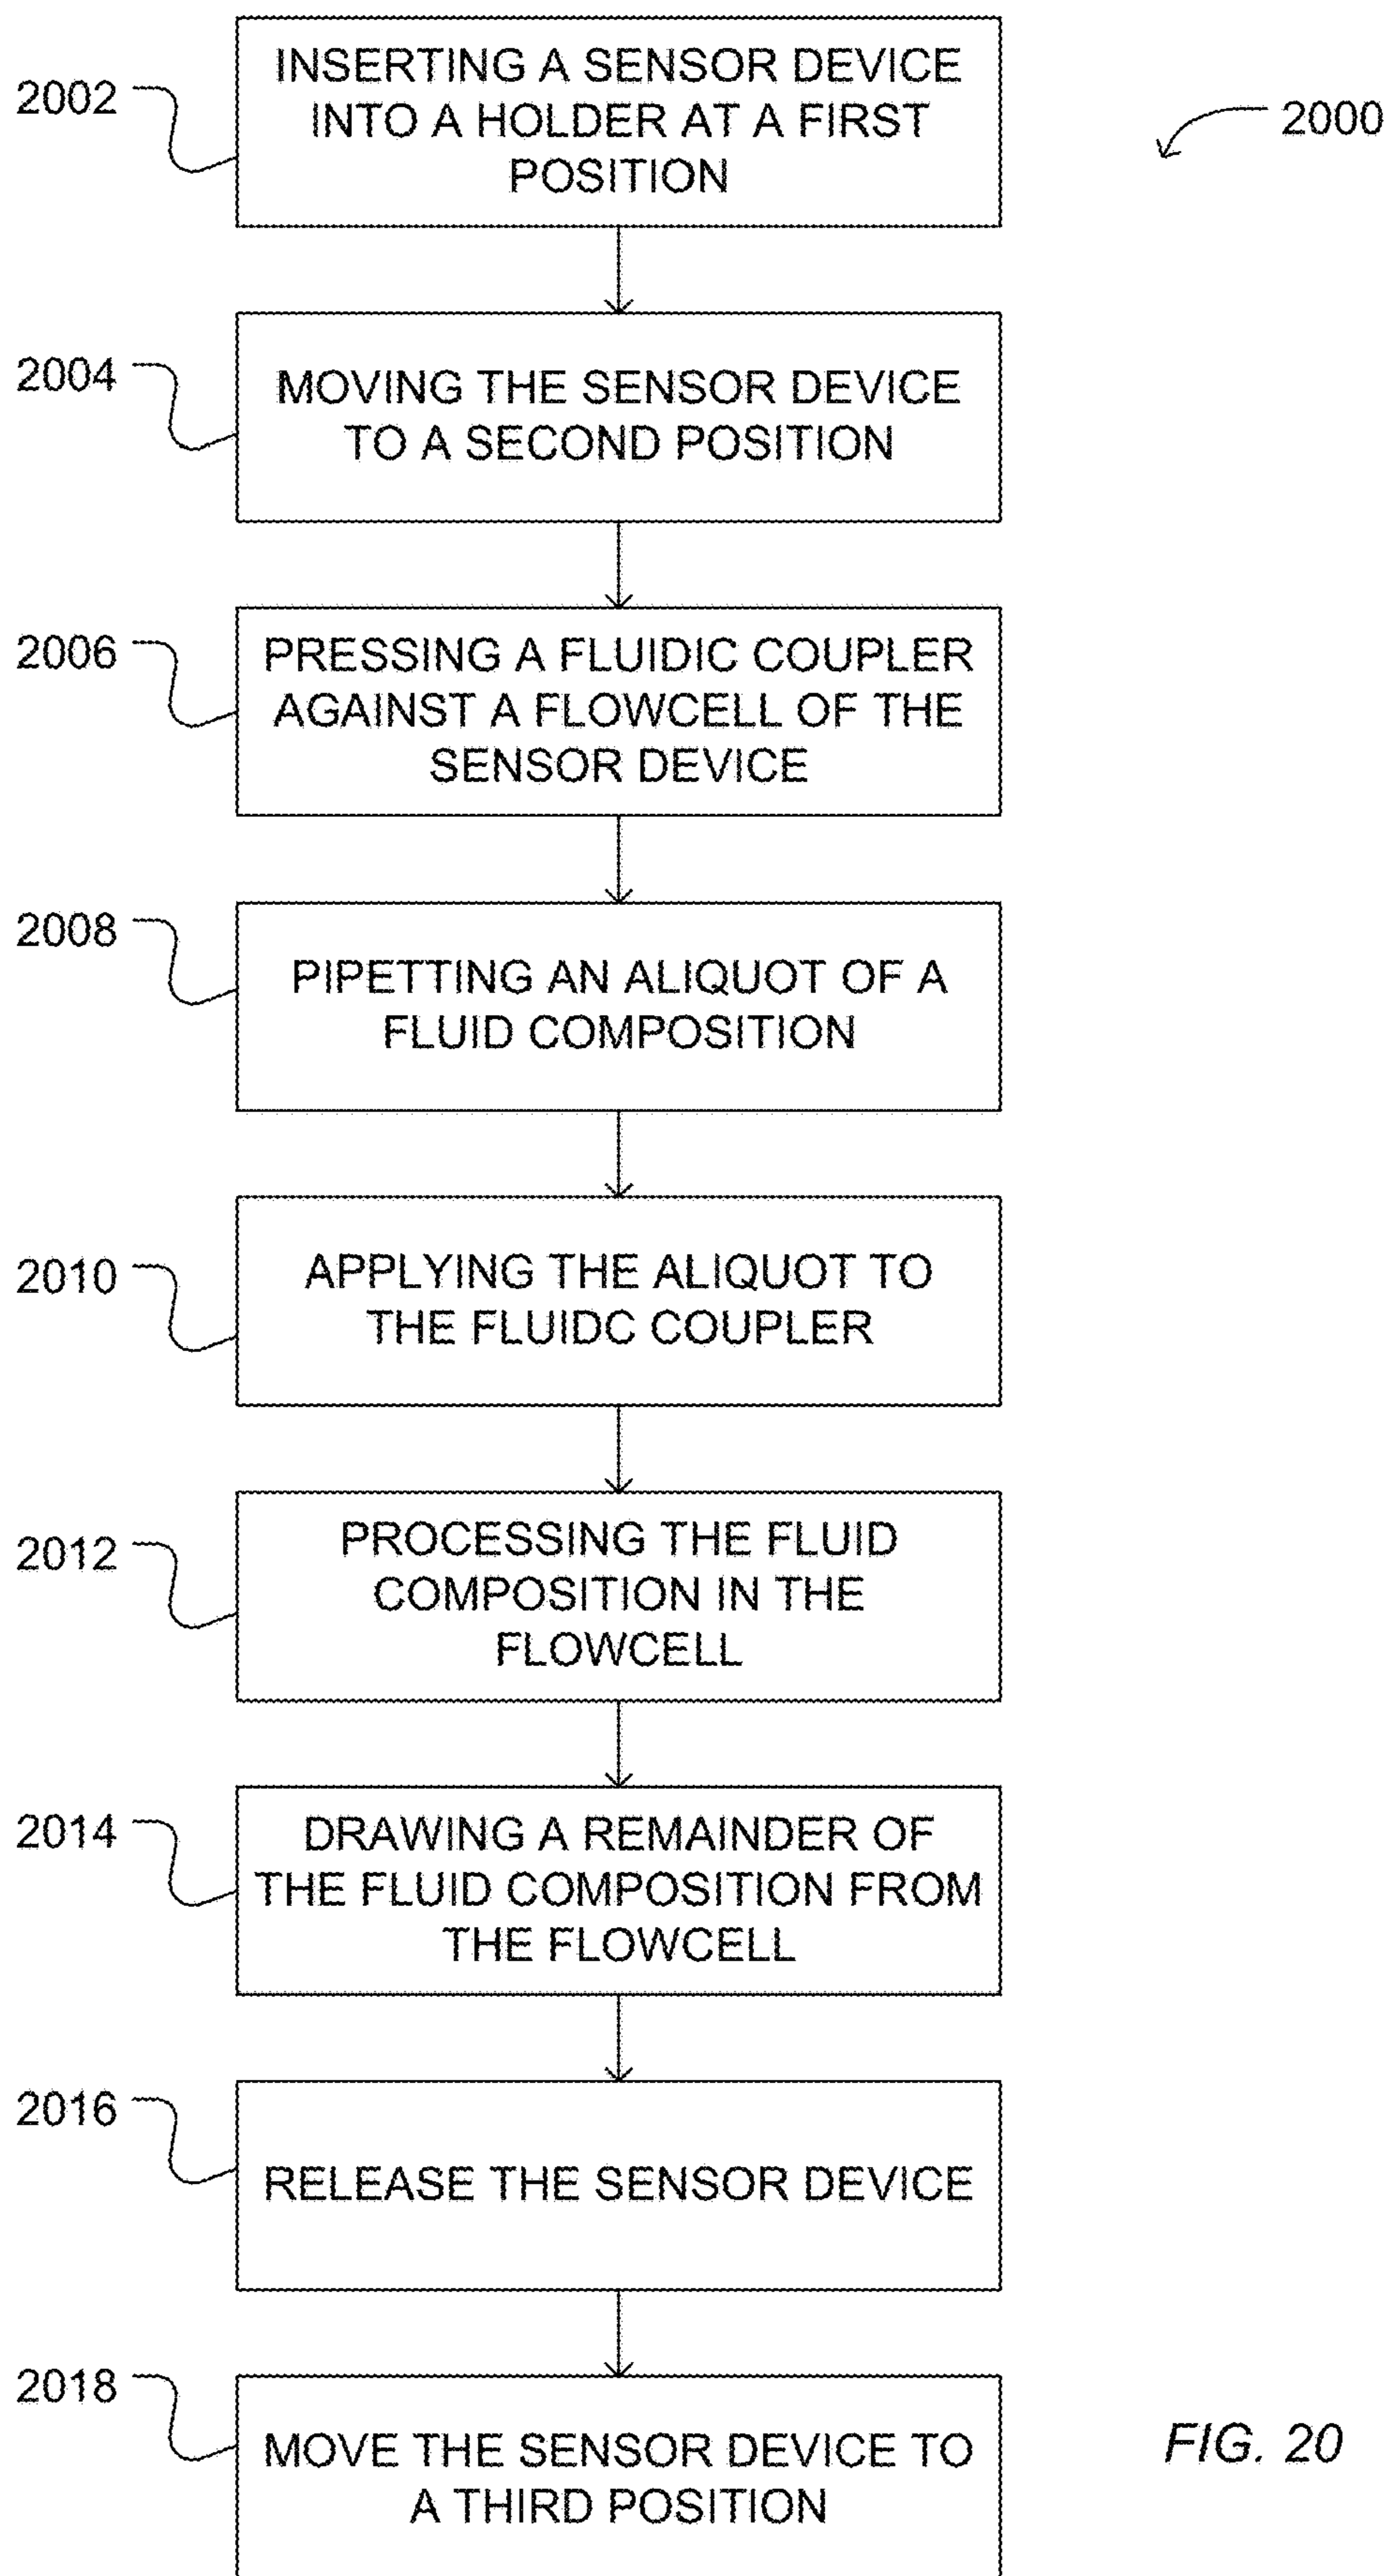 2002
INSERTING A SENSOR DEVICE
INTO A HOLDER AT A FIRST
POSITION
2000
2004
MOVING THE SENSOR DEVICE
TO A SECOND POSITION
2006
PRESSING A FLUIDIC COUPLER
AGAINST A FLOWCELL OF THE
SENSOR DEVICE
2008
PIPETTING AN ALIQUOT OF A
FLUID COMPOSITION
2010
APPLYING THE ALIQUOT TO
THE FLUIDC COUPLER
2012
PROCESSING THE FLUID
COMPOSITION IN THE
FLOWCELL
2014
DRAWING A REMAINDER OF
THE FLUID COMPOSITION FROM
THE FLOWCELL
2016
RELEASE THE SENSOR DEVICE
2018
MOVE THE SENSOR DEVICE TO
A THIRD POSITION
FIG. 20